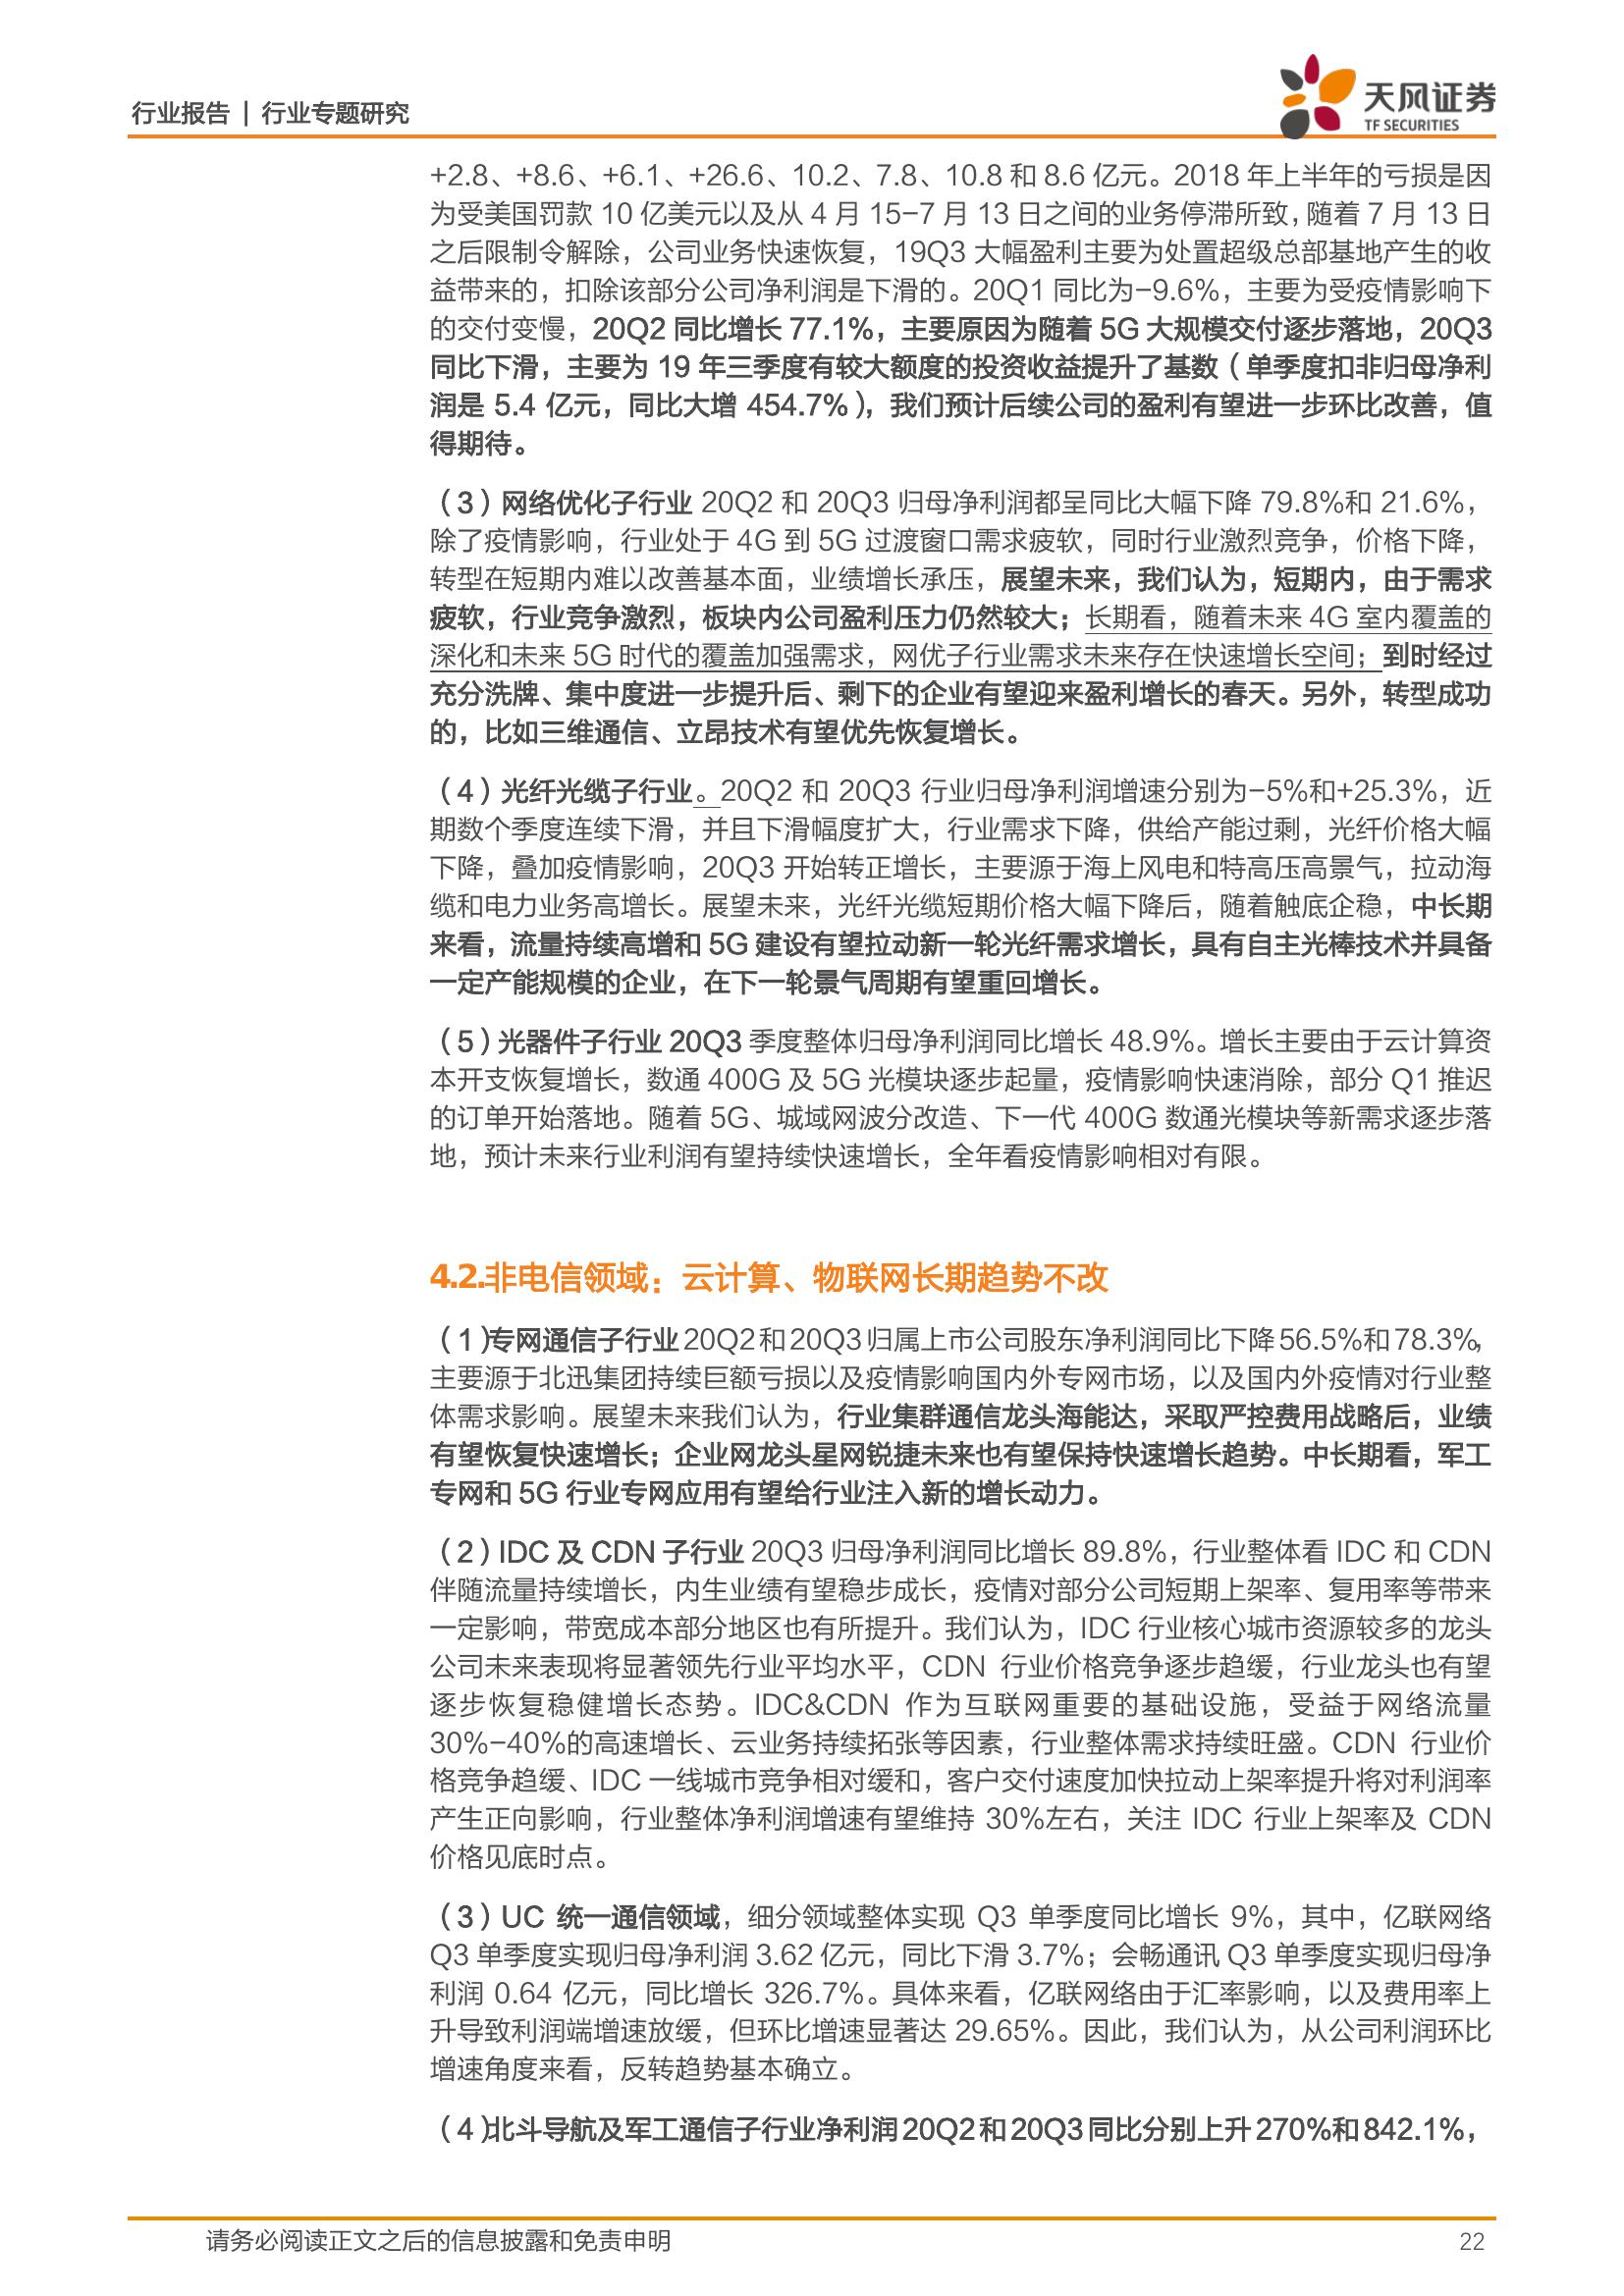 行业报告 | 行业专题研究
天风证券
TF SECURITIES
+2.8、+8.6、+6.1、+26.6、10.2、7.8、10.8 和 8.6 亿元。2018 年上半年的亏损是因
为受美国罚款 10 亿美元以及从 4 月 15-7 月 13 日之间的业务停滞所致，随着 7 月 13 日
之后限制令解除，公司业务快速恢复，19Q3 大幅盈利主要为处置超级总部基地产生的收
益带来的，扣除该部分公司净利润是下滑的。20Q1 同比为-9.6%，主要为受疫情影响下
的交付变慢，20Q2 同比增长 77.1%，主要原因为随着 5G 大规模交付逐步落地，20Q3
同比下滑，主要为 19 年三季度有较大额度的投资收益提升了基数（单季度扣非归母净利
润是 5.4 亿元，同比大增 454.7%），我们预计后续公司的盈利有望进一步环比改善，值
得期待。
（3）网络优化子行业 20Q2 和 20Q3 归母净利润都呈同比大幅下降 79.8%和 21.6%，
除了疫情影响，行业处于 4G 到 5G 过渡窗口需求疲软，同时行业激烈竞争，价格下降，
转型在短期内难以改善基本面，业绩增长承压，展望未来，我们认为，短期内，由于需求
疲软，行业竞争激烈，板块内公司盈利压力仍然较大；长期看，随着未来 4G 室内覆盖的
深化和未来 5G 时代的覆盖加强需求，网优子行业需求未来存在快速增长空间；到时经过
充分洗牌、集中度进一步提升后、剩下的企业有望迎来盈利增长的春天。另外，转型成功
的，比如三维通信、立昂技术有望优先恢复增长。
（4）光纤光缆子行业。20Q2 和 20Q3 行业归母净利润增速分别为-5%和+25.3%，近
期数个季度连续下滑，并且下滑幅度扩大，行业需求下降，供给产能过剩，光纤价格大幅
下降，叠加疫情影响，20Q3 开始转正增长，主要源于海上风电和特高压高景气，拉动海
缆和电力业务高增长。展望未来，光纤光缆短期价格大幅下降后，随着触底企稳，中长期
来看，流量持续高增和 5G 建设有望拉动新一轮光纤需求增长，具有自主光棒技术并具备
一定产能规模的企业，在下一轮景气周期有望重回增长。
（5）光器件子行业 20Q3 季度整体归母净利润同比增长 48.9%。增长主要由于云计算资
本开支恢复增长，数通 400G 及 5G 光模块逐步起量，疫情影响快速消除，部分 Q1 推迟
的订单开始落地。随着 5G、城域网波分改造、下一代 400G 数通光模块等新需求逐步落
地，预计未来行业利润有望持续快速增长，全年看疫情影响相对有限。
4.2.非电信领域：云计算、物联网长期趋势不改
（1）专网通信子行业 20Q2 和 20Q3 归属上市公司股东净利润同比下降 56.5%和 78.3%，
主要源于北迅集团持续巨额亏损以及疫情影响国内外专网市场，以及国内外疫情对行业整
体需求影响。展望未来我们认为，行业集群通信龙头海能达，采取严控费用战略后，业绩
有望恢复快速增长；企业网龙头星网锐捷未来也有望保持快速增长趋势。中长期看，军工
专网和 5G 行业专网应用有望给行业注入新的增长动力。
（2）IDC 及 CDN 子行业 20Q3 归母净利润同比增长 89.8%，行业整体看 IDC 和 CDN
伴随流量持续增长，内生业绩有望稳步成长，疫情对部分公司短期上架率、复用率等带来
一定影响，带宽成本部分地区也有所提升。我们认为，IDC 行业核心城市资源较多的龙头
公司未来表现将显著领先行业平均水平，CDN 行业价格竞争逐步趋缓，行业龙头也有望
逐步恢复稳健增长态势。IDC&CDN 作为互联网重要的基础设施，受益于网络流量
30%-40%的高速增长、云业务持续拓张等因素，行业整体需求持续旺盛。CDN 行业价
格竞争趋缓、IDC 一线城市竞争相对缓和，客户交付速度加快拉动上架率提升将对利润率
产生正向影响，行业整体净利润增速有望维持 30%左右，关注 IDC 行业上架率及 CDN
价格见底时点。
（3）UC 统一通信领域，细分领域整体实现 Q3 单季度同比增长 9%，其中，亿联网络
Q3 单季度实现归母净利润 3.62 亿元，同比下滑 3.7%；会畅通讯 Q3 单季度实现归母净
利润 0.64 亿元，同比增长 326.7%。具体来看，亿联网络由于汇率影响，以及费用率上
升导致利润端增速放缓，但环比增速显著达 29.65%。因此，我们认为，从公司利润环比
增速角度来看，反转趋势基本确立。
（4）北斗导航及军工通信子行业净利润 20Q2 和 20Q3 同比分别上升 270%和 842.1%，
请务必阅读正文之后的信息披露和免责申明
22